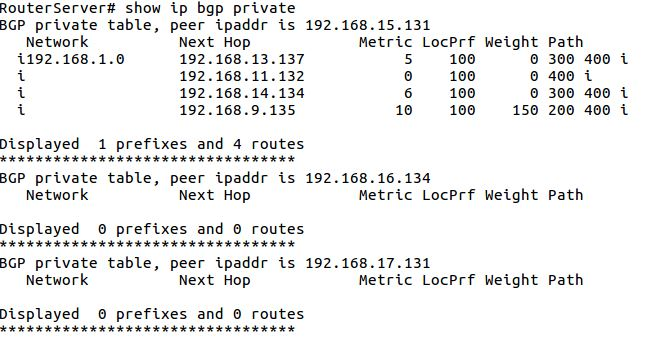 RouterServer# show ip bgp private
BGP private table, peer ipaddr is 192.168.15.131
   Network          Next Hop            Metric LocPrf Weight Path
  i192.168.1.0      192.168.13.137           5    100      0 300 400 i
  i                 192.168.11.132           0    100      0 400 i
  i                 192.168.14.134           6    100      0 300 400 i
  i                 192.168.9.135           10    100    150 200 400 i
Displayed  1 prefixes and 4 routes
*********************************
BGP private table, peer ipaddr is 192.168.16.134
   Network          Next Hop            Metric LocPrf Weight Path
Displayed  0 prefixes and 0 routes
*********************************
BGP private table, peer ipaddr is 192.168.17.131
   Network          Next Hop            Metric LocPrf Weight Path
Displayed  0 prefixes and 0 routes
*********************************